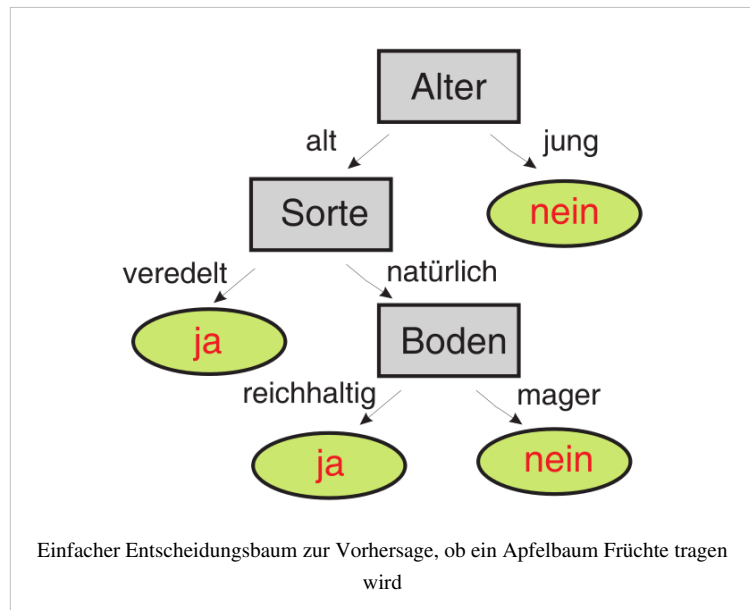 Alter
alt
jung
Sorte
nein
veredelt
natürlich
ja
Boden
reichhaltig
mager
ja
nein
Einfacher Entscheidungsbaum zur Vorhersage, ob ein Apfelbaum Früchte tragen
wird